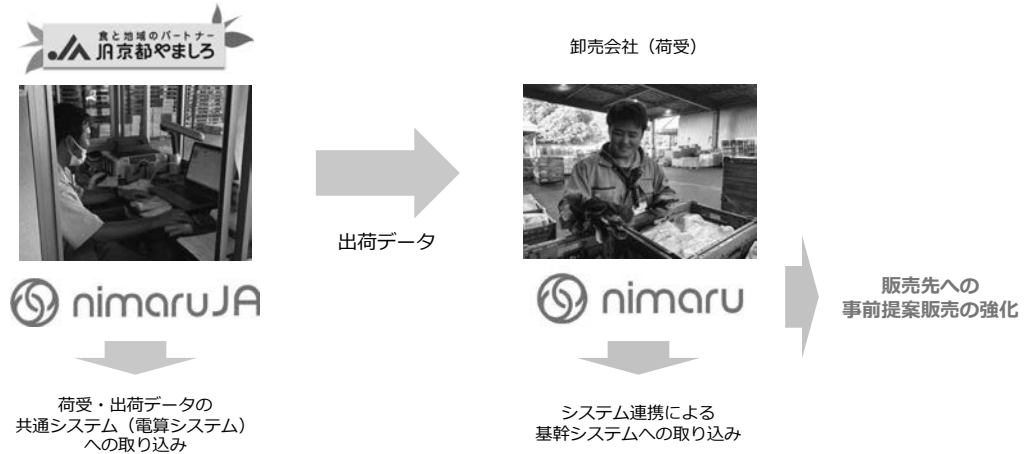 食と地域のパートナー
JA京都やましろ
卸売会社（荷受）
出荷データ
nimaruJA
nimaru
販売先への
事前提案販売の強化
荷受・出荷データの
共通システム（電算システム）
への取り込み
システム連携による
基幹システムへの取り込み